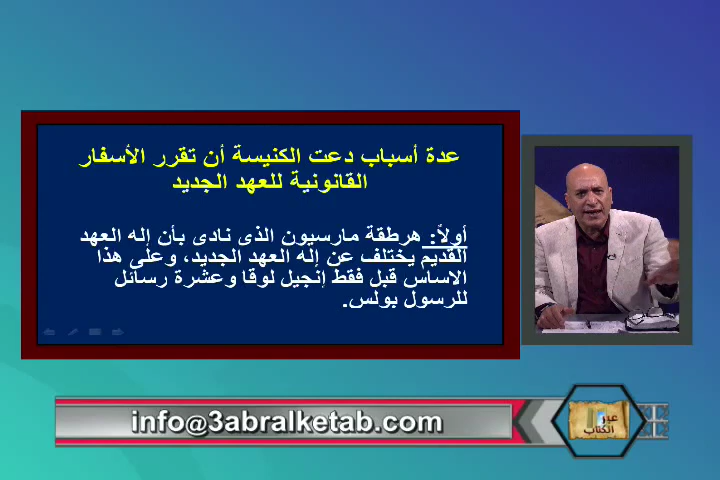 عدة أسباب دعت الكنيسة أن تقرر الأسفار
القانونية للعهد الجديد
أولاً: هرطقة مارسيون الذى نادى بأن إله العهد
القديم يختلف عن إله العهد الجديد، وعلى هذا
الاساس قبل فقط إنجيل لوقا وعشرة رسائل
للرسول بولس.
info@3abralketab.com
عبر
الكتاب